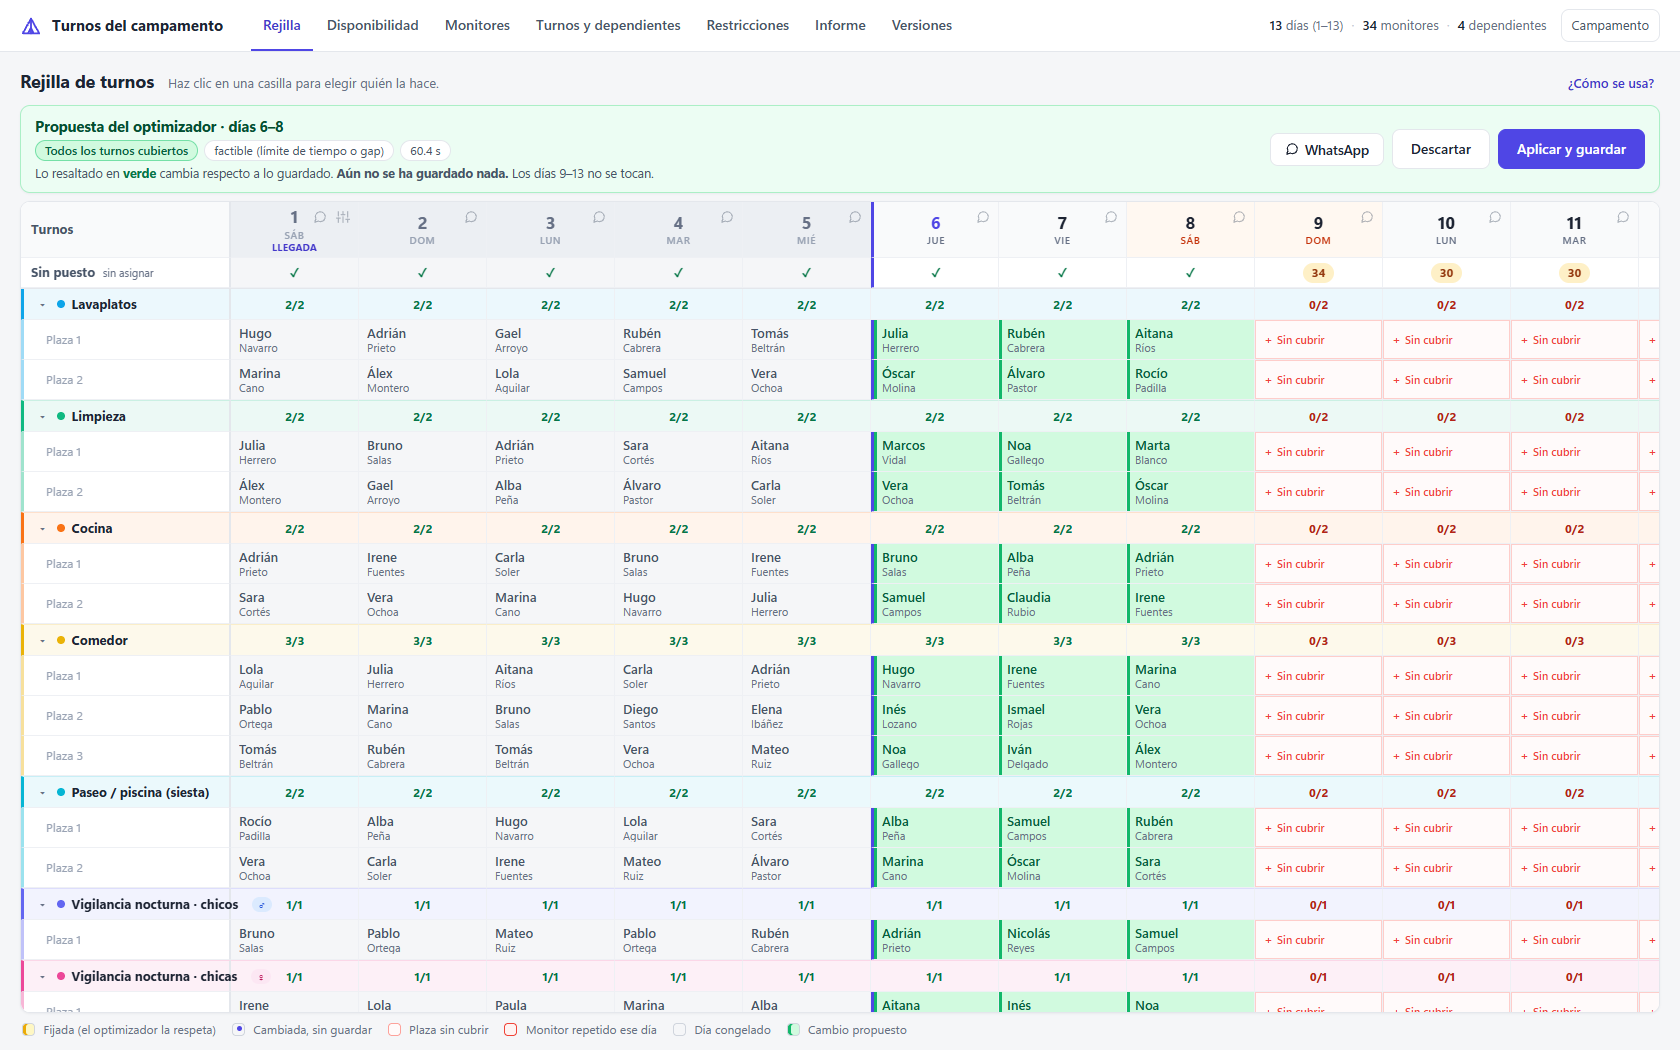 Turnos del campamento Rejilla Disponibilidad Monitores Turnos y dependientes Restricciones Informe Versiones 13 días (1–13) · 34 monitores · 4 dependientes Campamento
Rejilla de turnos Haz clic en una casilla para elegir quién la hace. ¿Cómo se usa?
Propuesta del optimizador · días 6–8
Todos los turnos cubiertos factible (límite de tiempo o gap) 60.4 s
Lo resaltado en verde cambia respecto a lo guardado. Aún no se ha guardado nada. Los días 9–13 no se tocan.
WhatsApp Descartar Aplicar y guardar
Turnos 1 2 3 4 5 6 7 8 9 10 11
SÁB DOM LUN MAR MIÉ JUE VIE SÁB DOM LUN MAR
LLEGADA
Sin puesto sin asignar ✓ ✓ ✓ ✓ ✓ ✓ ✓ ✓ 34 30 30
Lavaplatos 2/2 2/2 2/2 2/2 2/2 2/2 2/2 2/2 0/2 0/2 0/2
Plaza 1 Hugo Adrián Gael Rubén Tomás Julia Rubén Aitana + Sin cubrir + Sin cubrir + Sin cubrir +
Navarro Prieto Arroyo Cabrera Beltrán Herrero Cabrera Ríos
Plaza 2 Marina Álex Lola Samuel Vera Óscar Álvaro Rocío + Sin cubrir + Sin cubrir + Sin cubrir +
Cano Montero Aguilar Campos Ochoa Molina Pastor Padilla
Limpieza 2/2 2/2 2/2 2/2 2/2 2/2 2/2 2/2 0/2 0/2 0/2
Plaza 1 Julia Bruno Adrián Sara Aitana Marcos Noa Marta + Sin cubrir + Sin cubrir + Sin cubrir +
Herrero Salas Prieto Cortés Ríos Vidal Gallego Blanco
Plaza 2 Álex Gael Alba Álvaro Carla Vera Tomás Óscar + Sin cubrir + Sin cubrir + Sin cubrir +
Montero Arroyo Peña Pastor Soler Ochoa Beltrán Molina
Cocina 2/2 2/2 2/2 2/2 2/2 2/2 2/2 2/2 0/2 0/2 0/2
Plaza 1 Adrián Irene Carla Bruno Irene Bruno Alba Adrián + Sin cubrir + Sin cubrir + Sin cubrir +
Prieto Fuentes Soler Salas Fuentes Salas Peña Prieto
Plaza 2 Sara Vera Marina Hugo Julia Samuel Claudia Irene + Sin cubrir + Sin cubrir + Sin cubrir +
Cortés Ochoa Cano Navarro Herrero Campos Rubio Fuentes
Comedor 3/3 3/3 3/3 3/3 3/3 3/3 3/3 3/3 0/3 0/3 0/3
Plaza 1 Lola Julia Aitana Carla Adrián Hugo Irene Marina + Sin cubrir + Sin cubrir + Sin cubrir +
Aguilar Herrero Ríos Soler Prieto Navarro Fuentes Cano
Plaza 2 Pablo Marina Bruno Diego Elena Inés Ismael Vera + Sin cubrir + Sin cubrir + Sin cubrir +
Ortega Cano Salas Santos Ibáñez Lozano Rojas Ochoa
Plaza 3 Tomás Rubén Tomás Vera Mateo Noa Iván Álex + Sin cubrir + Sin cubrir + Sin cubrir +
Beltrán Cabrera Beltrán Ochoa Ruiz Gallego Delgado Montero
Paseo / piscina (siesta) 2/2 2/2 2/2 2/2 2/2 2/2 2/2 2/2 0/2 0/2 0/2
Plaza 1 Rocío Alba Hugo Lola Sara Alba Samuel Rubén + Sin cubrir + Sin cubrir + Sin cubrir +
Padilla Peña Navarro Aguilar Cortés Peña Campos Cabrera
Plaza 2 Vera Carla Irene Mateo Álvaro Marina Óscar Sara + Sin cubrir + Sin cubrir + Sin cubrir +
Ochoa Soler Fuentes Ruiz Pastor Cano Molina Cortés
Vigilancia nocturna · chicos ♂ 1/1 1/1 1/1 1/1 1/1 1/1 1/1 1/1 0/1 0/1 0/1
Plaza 1 Bruno Pablo Mateo Pablo Rubén Adrián Nicolás Samuel + Sin cubrir + Sin cubrir + Sin cubrir +
Salas Ortega Ruiz Ortega Cabrera Prieto Reyes Campos
Vigilancia nocturna · chicas ♀ 1/1 1/1 1/1 1/1 1/1 1/1 1/1 1/1 0/1 0/1 0/1
Plaza 1 Irene Lola Paula Marina Alba Aitana Inés Noa + Sin cubrir + Sin cubrir + Sin cubrir +
Fijada (el optimizador la respeta) Cambiada, sin guardar Plaza sin cubrir Monitor repetido ese día Día congelado Cambio propuesto